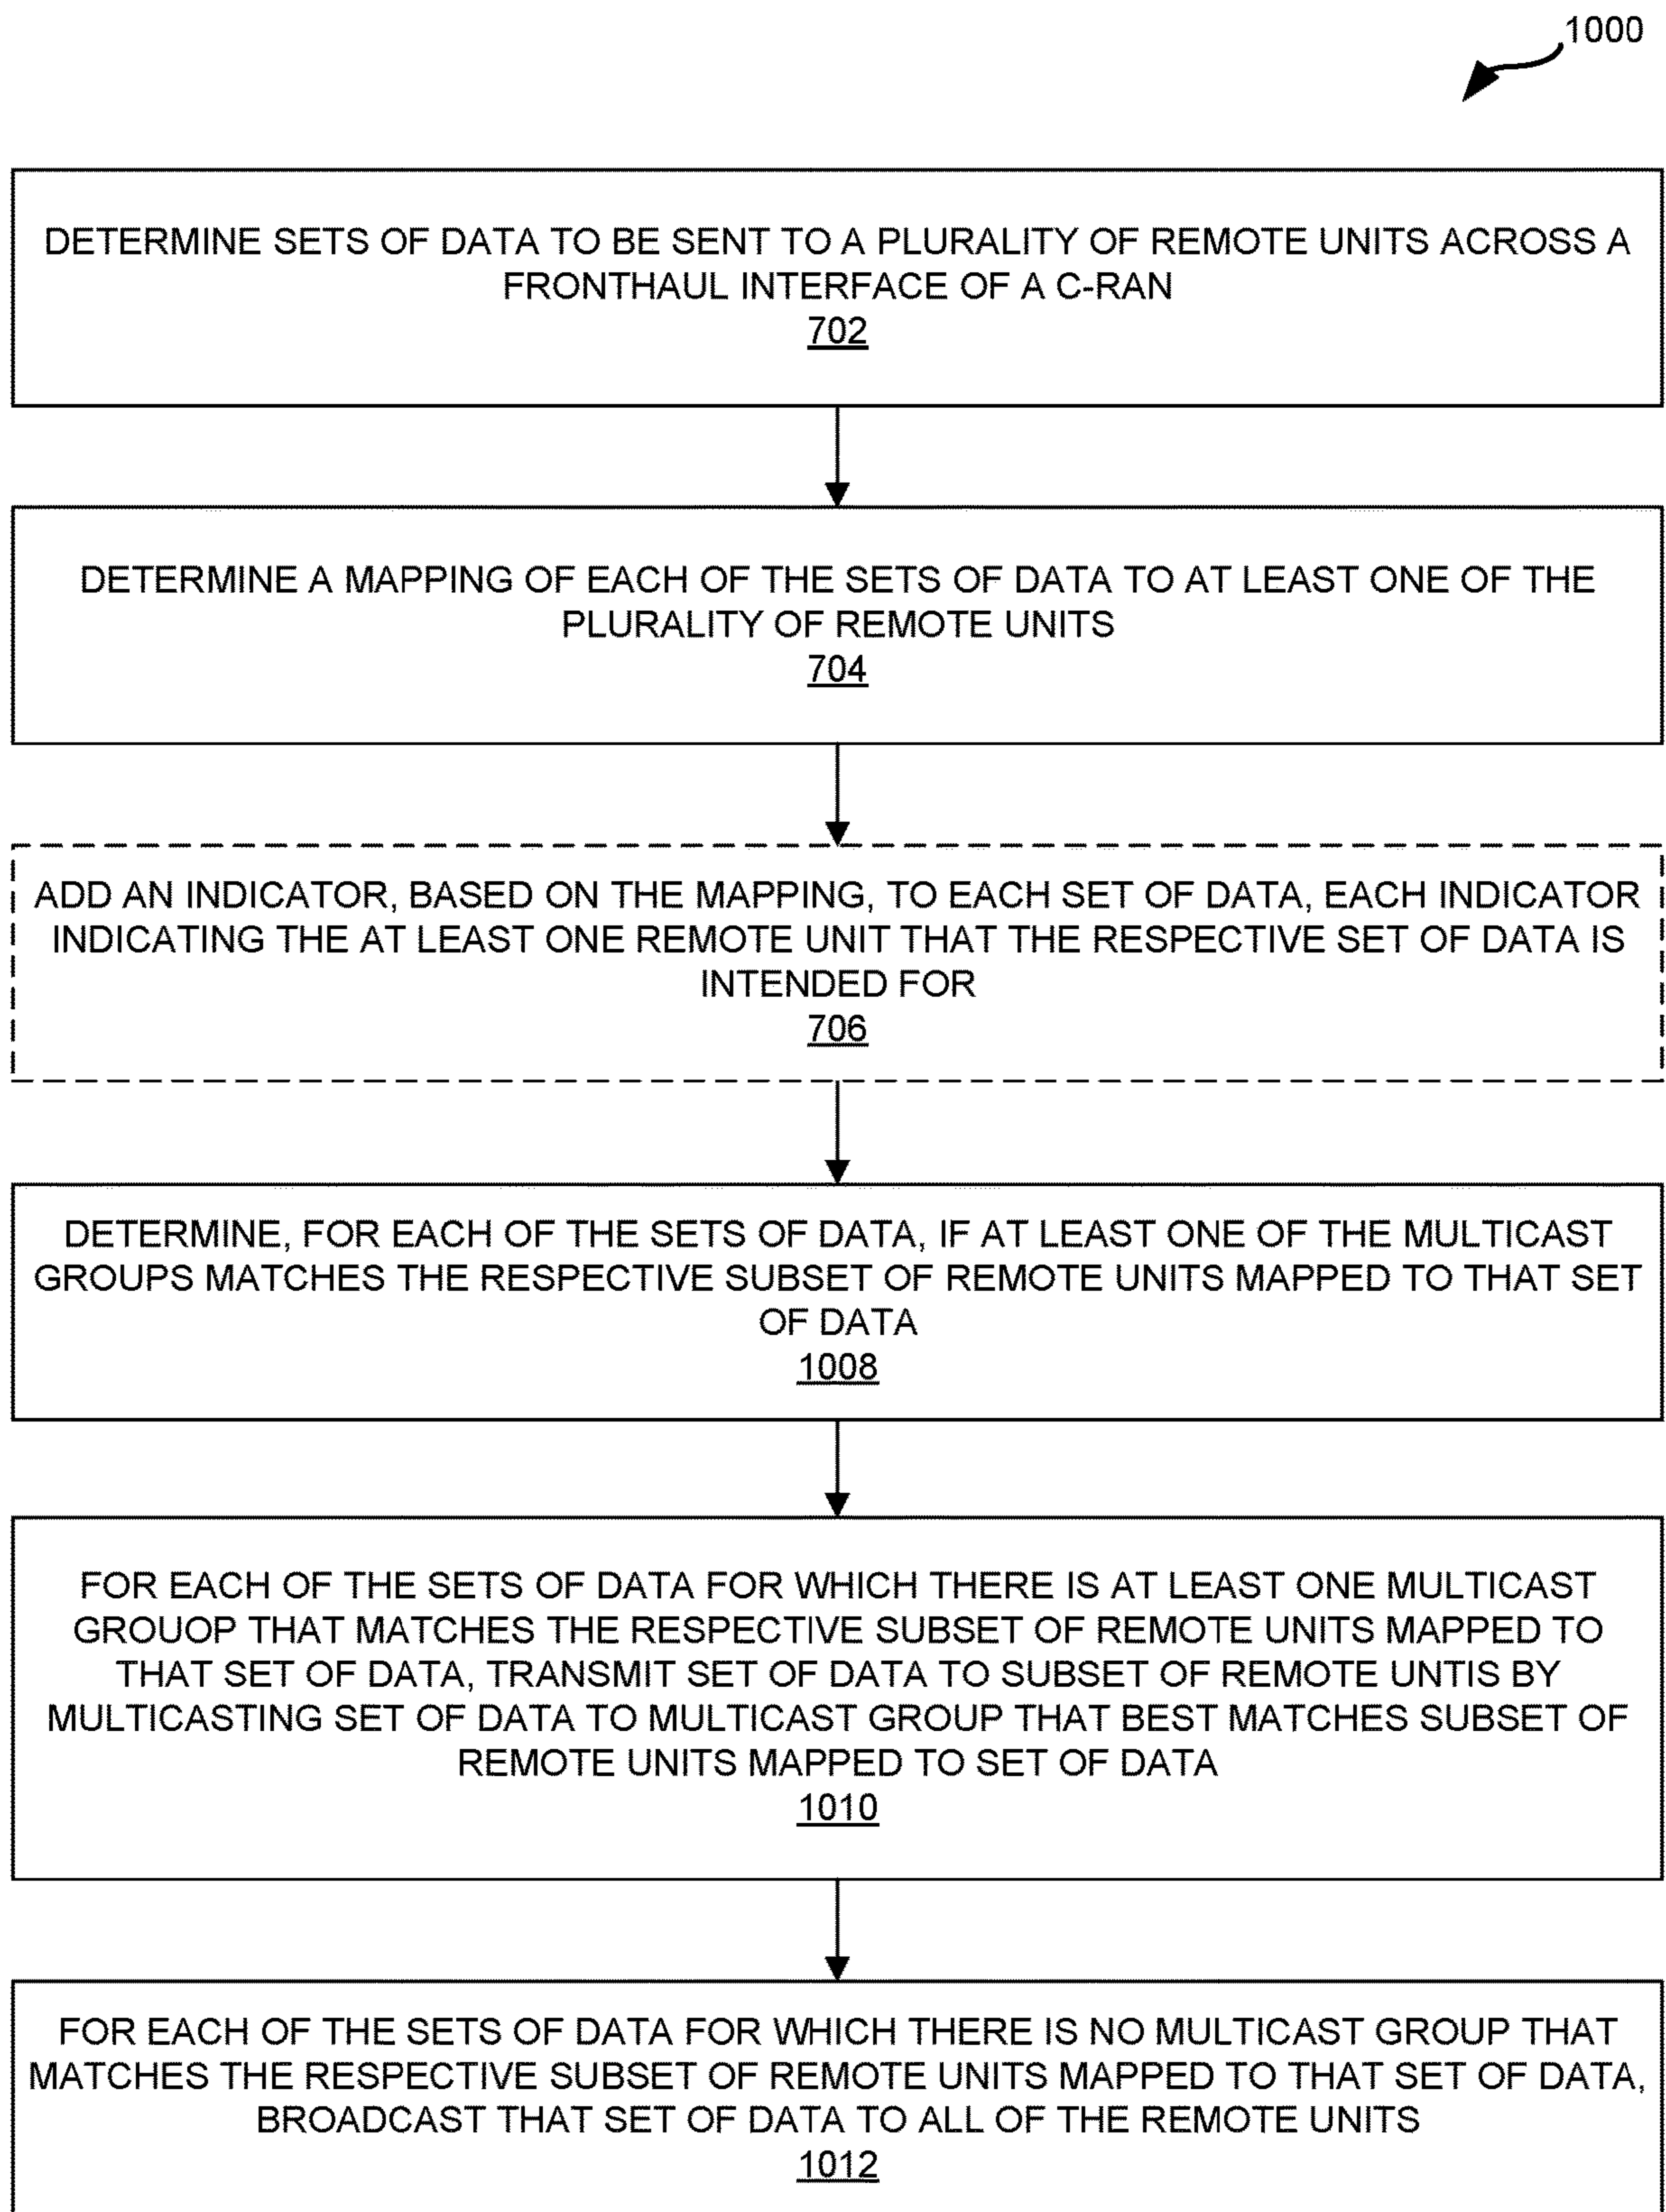 1000
DETERMINE SETS OF DATA TO BE SENT TO A PLURALITY OF REMOTE UNITS ACROSS A
FRONTHAUL INTERFACE OF A C-RAN
702
DETERMINE A MAPPING OF EACH OF THE SETS OF DATA TO AT LEAST ONE OF THE
PLURALITY OF REMOTE UNITS
704
ADD AN INDICATOR, BASED ON THE MAPPING, TO EACH SET OF DATA, EACH INDICATOR
INDICATING THE AT LEAST ONE REMOTE UNIT THAT THE RESPECTIVE SET OF DATA IS
INTENDED FOR
706
DETERMINE, FOR EACH OF THE SETS OF DATA, IF AT LEAST ONE OF THE MULTICAST
GROUPS MATCHES THE RESPECTIVE SUBSET OF REMOTE UNITS MAPPED TO THAT SET
OF DATA
1008
FOR EACH OF THE SETS OF DATA FOR WHICH THERE IS AT LEAST ONE MULTICAST
GROUOP THAT MATCHES THE RESPECTIVE SUBSET OF REMOTE UNITS MAPPED TO
THAT SET OF DATA, TRANSMIT SET OF DATA TO SUBSET OF REMOTE UNTIS BY
MULTICASTING SET OF DATA TO MULTICAST GROUP THAT BEST MATCHES SUBSET OF
REMOTE UNITS MAPPED TO SET OF DATA
1010
FOR EACH OF THE SETS OF DATA FOR WHICH THERE IS NO MULTICAST GROUP THAT
MATCHES THE RESPECTIVE SUBSET OF REMOTE UNITS MAPPED TO THAT SET OF DATA,
BROADCAST THAT SET OF DATA TO ALL OF THE REMOTE UNITS
1012